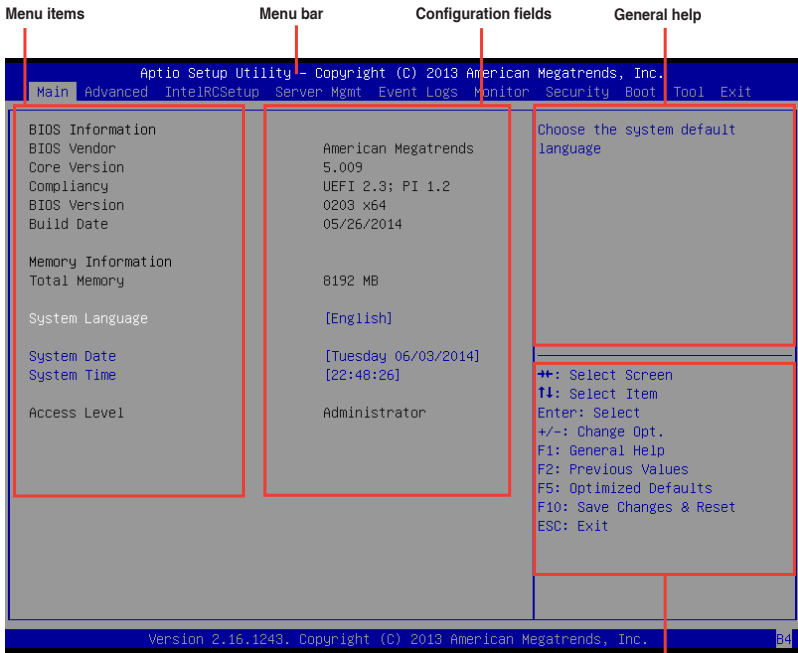 Menu items Menu bar Configuration fields General help
Aptio Setup Utility – Copyright (C) 2013 American Megatrends, Inc.
Main Advanced IntelRCSetup Server Mgmt Event Logs Monitor Security Boot Tool Exit
BIOS Information
BIOS Vendor American Megatrends
Core Version 5.009
Compliancy UEFI 2.3; PI 1.2
BIOS Version 0203 x64
Build Date 05/26/2014
Memory Information
Total Memory 8192 MB
System Language [English]
System Date [Tuesday 06/03/2014]
System Time [22:48:26]
Access Level Administrator
Choose the system default
language
→←: Select Screen
↑↓: Select Item
Enter: Select
+/-: Change Opt.
F1: General Help
F2: Previous Values
F5: Optimized Defaults
F10: Save Changes & Reset
ESC: Exit
Version 2.16.1243. Copyright (C) 2013 American Megatrends, Inc.
B4